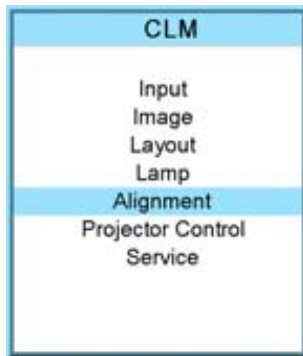 CLM
Input
Image
Layout
Lamp
Alignment
Projector Control
Service